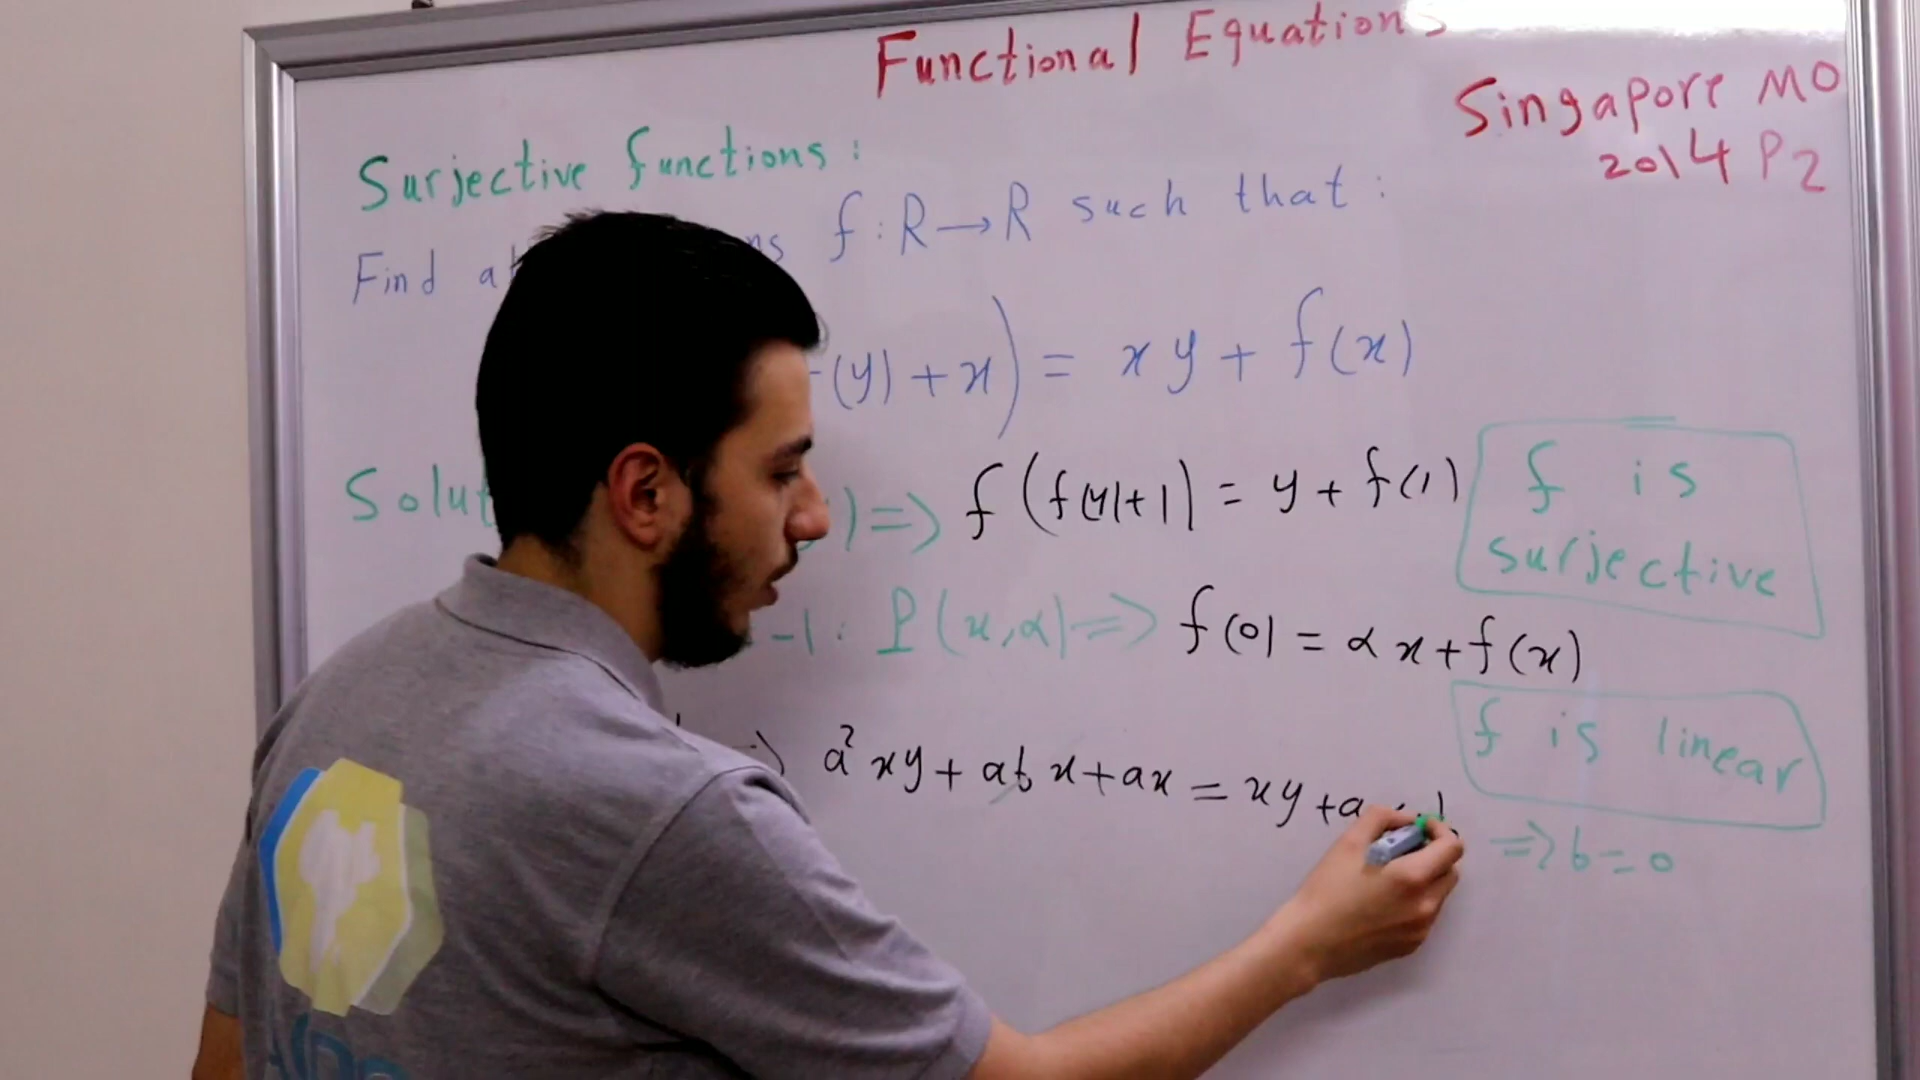 Functional Equations
Singapore MO
2014 P2
Surjective functions:
Find f: R→R such that:
(y)+x) = xy + f(x)
) => f(f(y)+1) = y + f(1)
f is
surjective
-1: P(x,α) => f(0) = αx + f(x)
f is linear
a²xy + abx + ax = xy + a
=> b=0